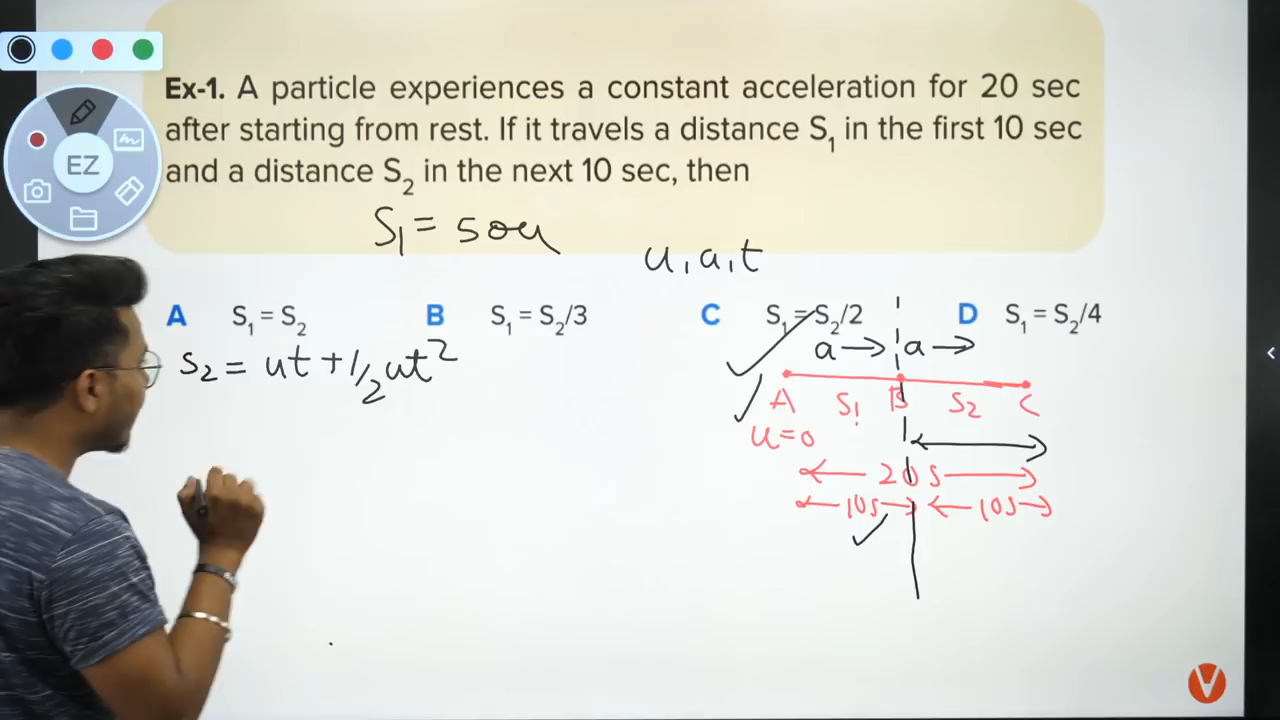 EZ
Ex-1. A particle experiences a constant acceleration for 20 sec
after starting from rest. If it travels a distance S₁ in the first 10 sec
and a distance S₂ in the next 10 sec, then
S₁ = 50a
u, a, t
A S₁ = S₂ B S₁ = S₂/3 C S₁ = S₂/2 D S₁ = S₂/4
a → a →
S₂ = ut + 1/2 at²
A S₁ B S₂ C
u = 0
20 s
10s 10s